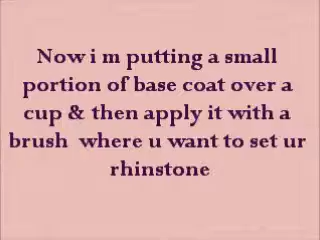 Now i m putting a small
portion of base coat over a
cup & then apply it with a
brush where u want to set ur
rhinstone